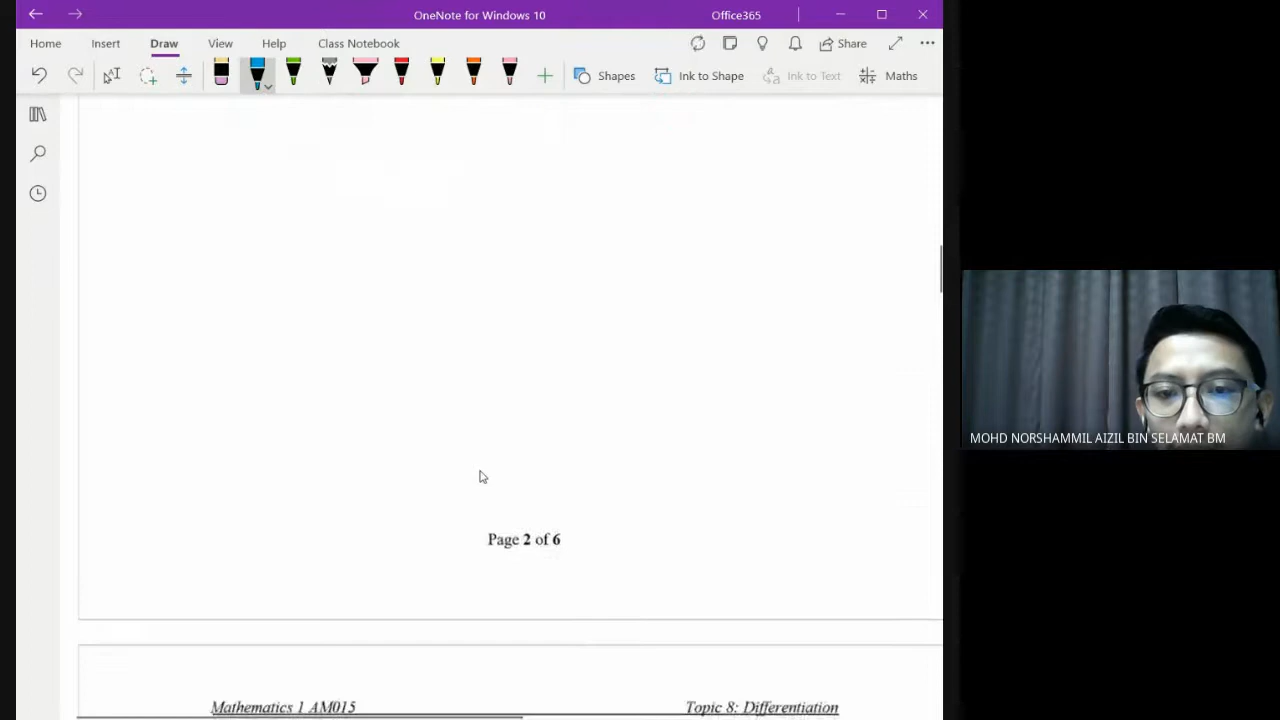 OneNote for Windows 10
Office365
Home Insert Draw View Help Class Notebook
Share
Shapes Ink to Shape Ink to Text Maths
Page 2 of 6
Mathematics 1 AM015 Topic 8: Differentiation
MOHD NORSHAMMIL AIZIL BIN SELAMAT BM